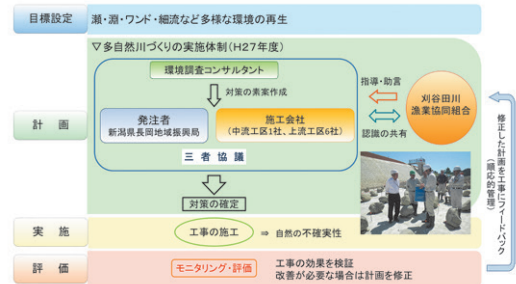 目標設定
瀬・淵・ワンド・細流など多様な環境の再生
▽多自然川づくりの実施体制(H27年度)
環境調査コンサルタント
対策の素案作成
発注者
新潟県長岡地域振興局
施工会社
(中流工区1社、上流工区6社)
三者協議
対策の確定
指導・助言
認識の共有
刈谷田川
漁業協同組合
計画
実施
工事の施工
⇒ 自然の不確実性
評価
モニタリング・評価
工事の効果を検証
改善が必要な場合は計画を修正
修正した計画を工事にフィードバック
(順応的管理)